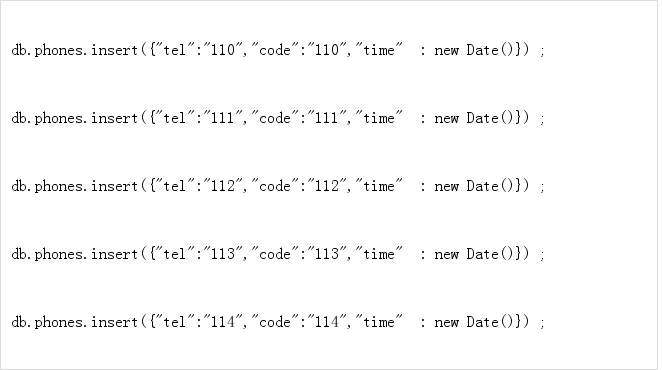 db.phones.insert({"tel":"110","code":"110","time"  : new Date()}) ;
db.phones.insert({"tel":"111","code":"111","time"  : new Date()}) ;
db.phones.insert({"tel":"112","code":"112","time"  : new Date()}) ;
db.phones.insert({"tel":"113","code":"113","time"  : new Date()}) ;
db.phones.insert({"tel":"114","code":"114","time"  : new Date()}) ;